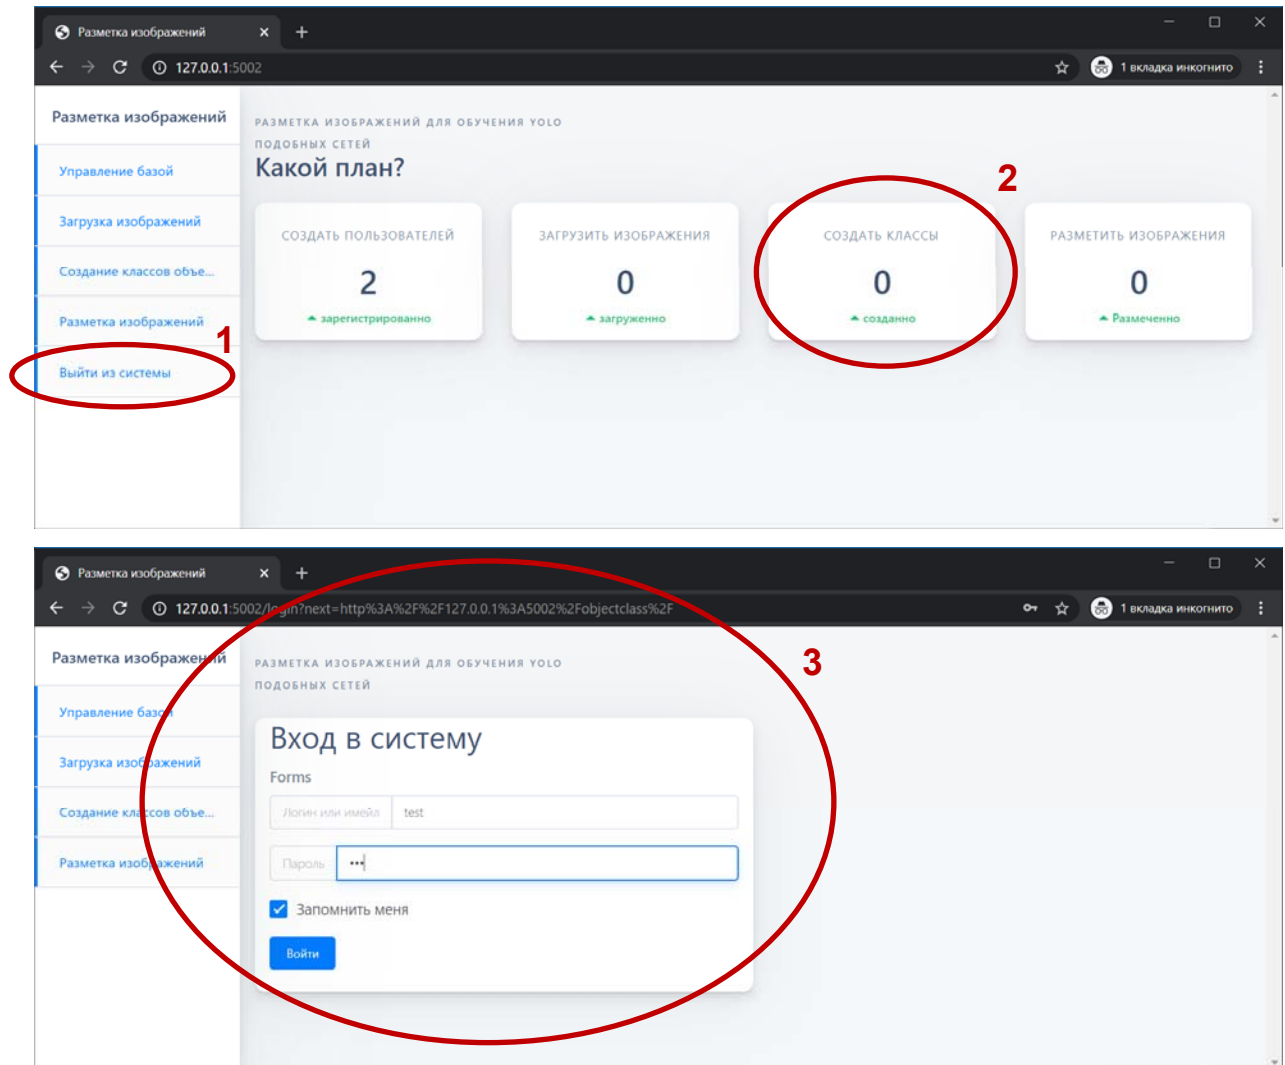 Разметка изображений
127.0.0.1:5002
1 вкладка инкогнито
Разметка изображений
Управление базой
Загрузка изображений
Создание классов объе...
Разметка изображений
1
Выйти из системы
РАЗМЕТКА ИЗОБРАЖЕНИЙ ДЛЯ ОБУЧЕНИЯ YOLO
ПОДОБНЫХ СЕТЕЙ
Какой план?
2
СОЗДАТЬ ПОЛЬЗОВАТЕЛЕЙ
2
зарегистрированно
ЗАГРУЗИТЬ ИЗОБРАЖЕНИЯ
0
загруженно
СОЗДАТЬ КЛАССЫ
0
созданно
РАЗМЕТИТЬ ИЗОБРАЖЕНИЯ
0
Размеченно
Разметка изображений
127.0.0.1:5002/login?next=http%3A%2F%2F127.0.0.1%3A5002%2Fobjectclass%2F
1 вкладка инкогнито
Разметка изображений
Управление базой
Загрузка изображений
Создание классов объе...
Разметка изображений
РАЗМЕТКА ИЗОБРАЖЕНИЙ ДЛЯ ОБУЧЕНИЯ YOLO
ПОДОБНЫХ СЕТЕЙ
3
Вход в систему
Forms
Логин или имейл
test
Пароль
•••
Запомнить меня
Войти